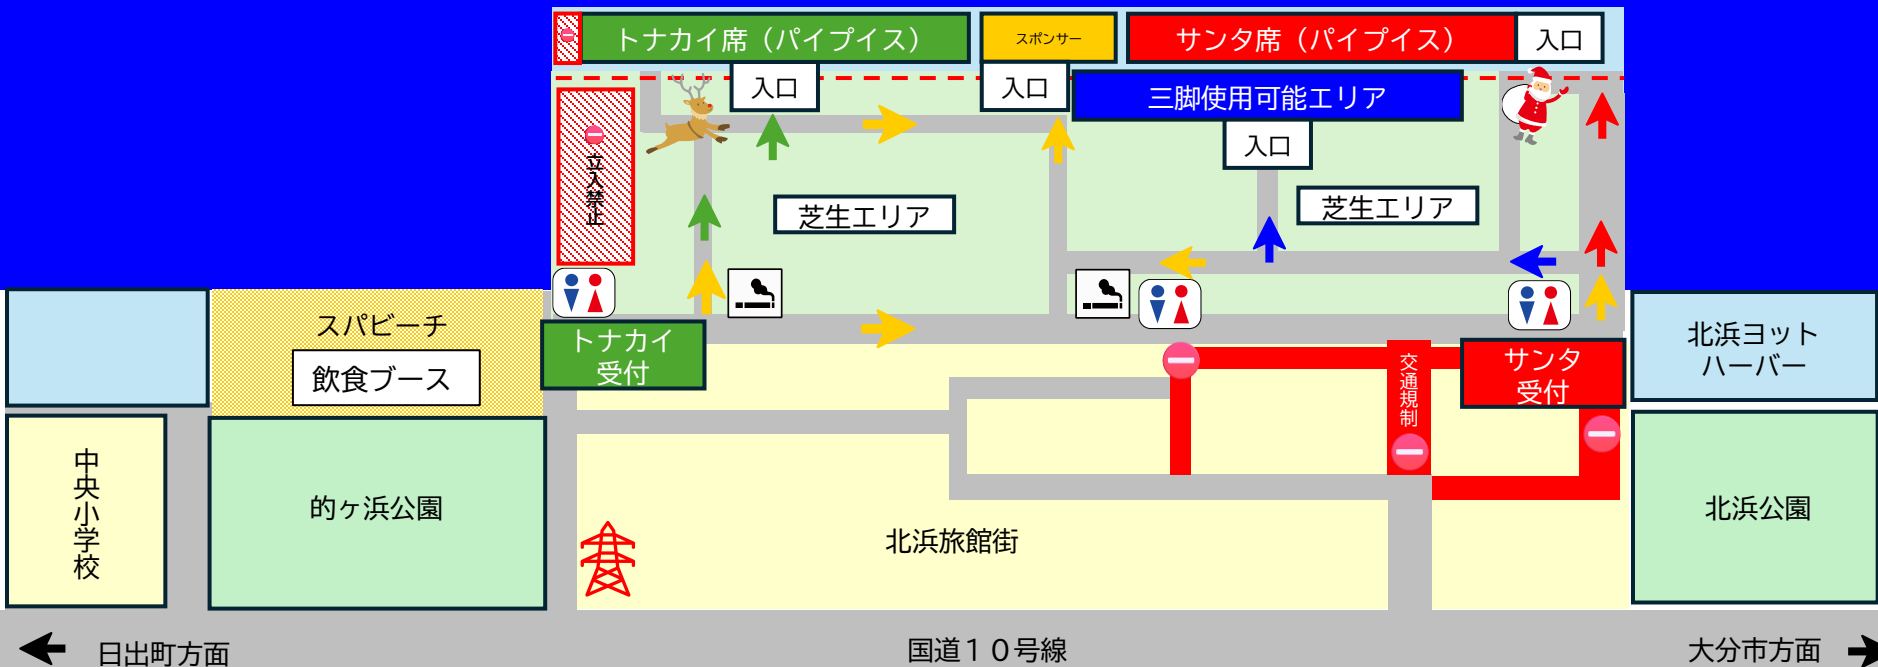 トナカイ席（パイプイス）
スポンサー
サンタ席（パイプイス）
入口
入口
入口
三脚使用可能エリア
入口
立入禁止
芝生エリア
芝生エリア
スパビーチ
飲食ブース
トナカイ
受付
交通規制
サンタ
受付
北浜ヨット
ハーバー
中央小学校
的ヶ浜公園
北浜旅館街
北浜公園
日出町方面
国道１０号線
大分市方面